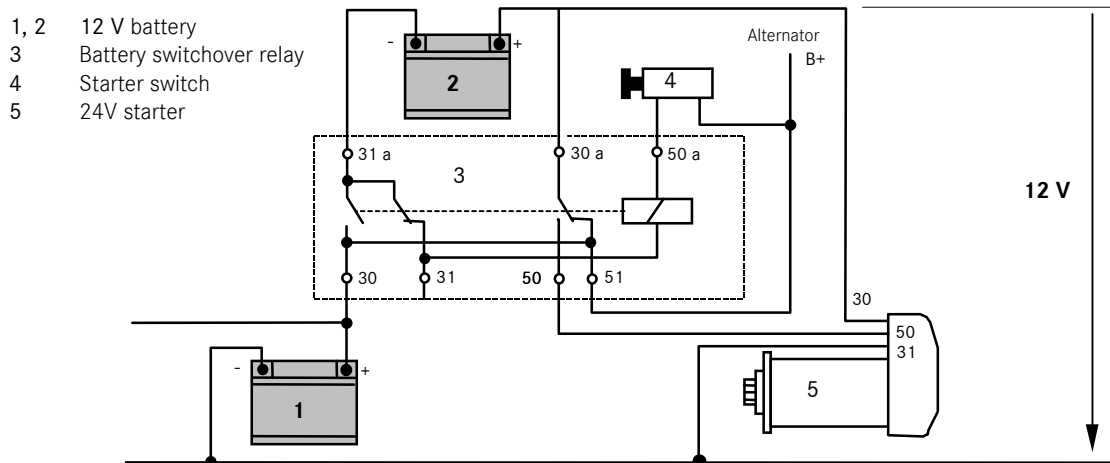 1, 2 12 V battery
3 Battery switchover relay
4 Starter switch
5 24V starter
- +
2
Alternator
B+
4
31 a 30 a 50 a
3
12 V
30 31 50 51
30
50
31
- +
1
5